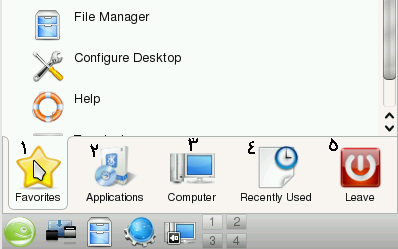 File Manager
Configure Desktop
Help
١ ٢ ٣ ٤ ٥
Favorites Applications Computer Recently Used Leave
1 2
3 4